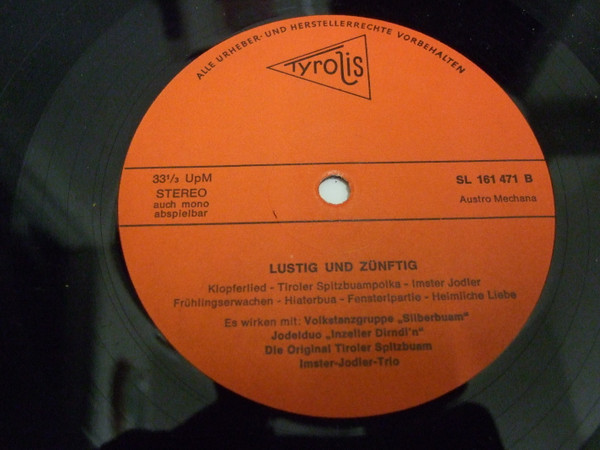 ALLE URHEBER- UND HERSTELLERRECHTE VORBEHALTEN
Tyrolis
33 1/3 UpM
STEREO
auch mono
abspielbar
SL 161 471 B
Austro Mechana
LUSTIG UND ZÜNFTIG
Klopferlied - Tiroler Spitzbuampolka - Imster Jodler
Frühlingserwachen - Hiaterbua - Fensterlpartie - Heimliche Liebe
Es wirken mit: Volkstanzgruppe „Silberbuam"
Jodelduo „Inzeller Dirndl'n"
Die Original Tiroler Spitzbuam
Imster-Jodler-Trio